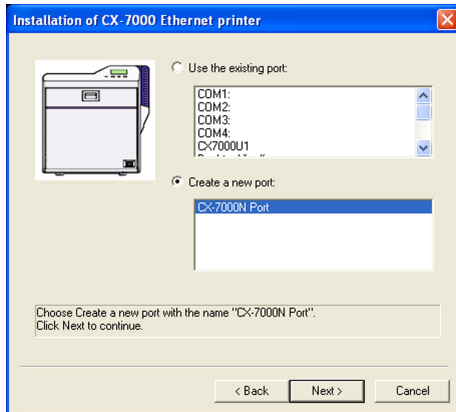 Installation of CX-7000 Ethernet printer
Use the existing port:
COM1:
COM2:
COM3:
COM4:
CX7000U1
Create a new port:
CX-7000N Port
Choose Create a new port with the name "CX-7000N Port".
Click Next to continue.
< Back
Next >
Cancel